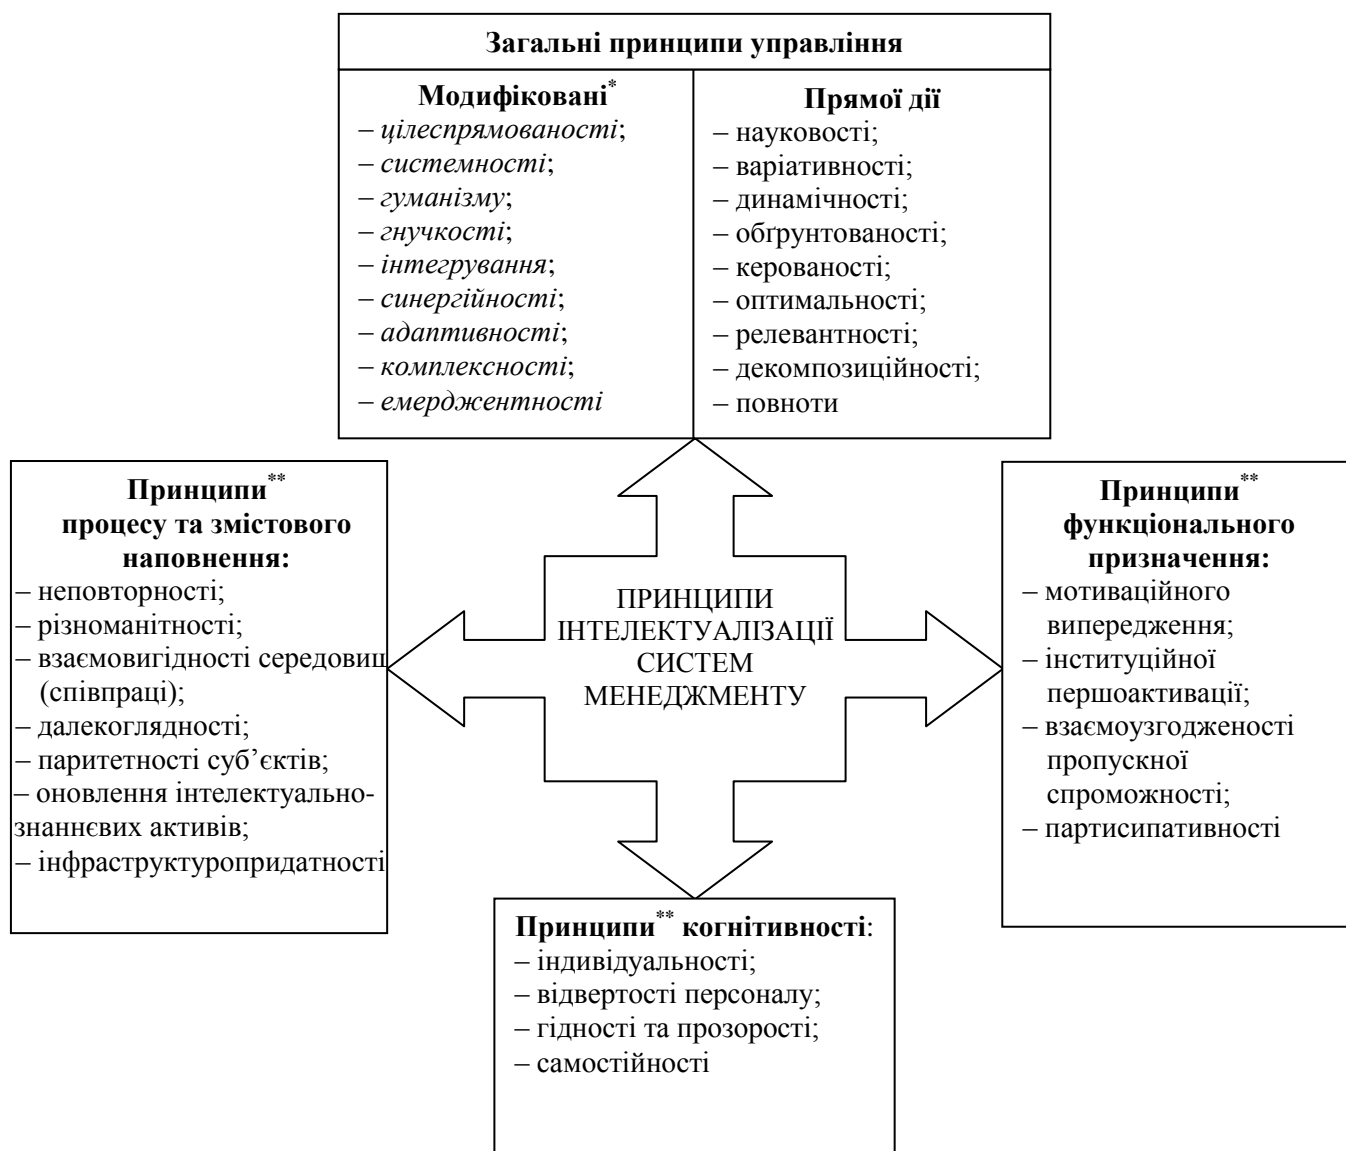 Загальні принципи управління
Модифіковані*
– цілеспрямованості;
– системності;
– гуманізму;
– гнучкості;
– інтегрування;
– синергійності;
– адаптивності;
– комплексності;
– емерджентності
Прямої дії
– науковості;
– варіативності;
– динамічності;
– обґрунтованості;
– керованості;
– оптимальності;
– релевантності;
– декомпозиційності;
– повноти
Принципи**
процесу та змістового
наповнення:
– неповторності;
– різноманітності;
– взаємовигідності середовищ
(співпраці);
– далекоглядності;
– паритетності суб’єктів;
– оновлення інтелектуально-
знаннєвих активів;
– інфраструктуропридатності
ПРИНЦИПИ
ІНТЕЛЕКТУАЛІЗАЦІЇ
СИСТЕМ
МЕНЕДЖМЕНТУ
Принципи**
функціонального
призначення:
– мотиваційного
випередження;
– інституційної
першоактивації;
– взаємоузгодженості
пропускної
спроможності;
– партисипативності
Принципи** когнітивності:
– індивідуальності;
– відвертості персоналу;
– гідності та прозорості;
– самостійності